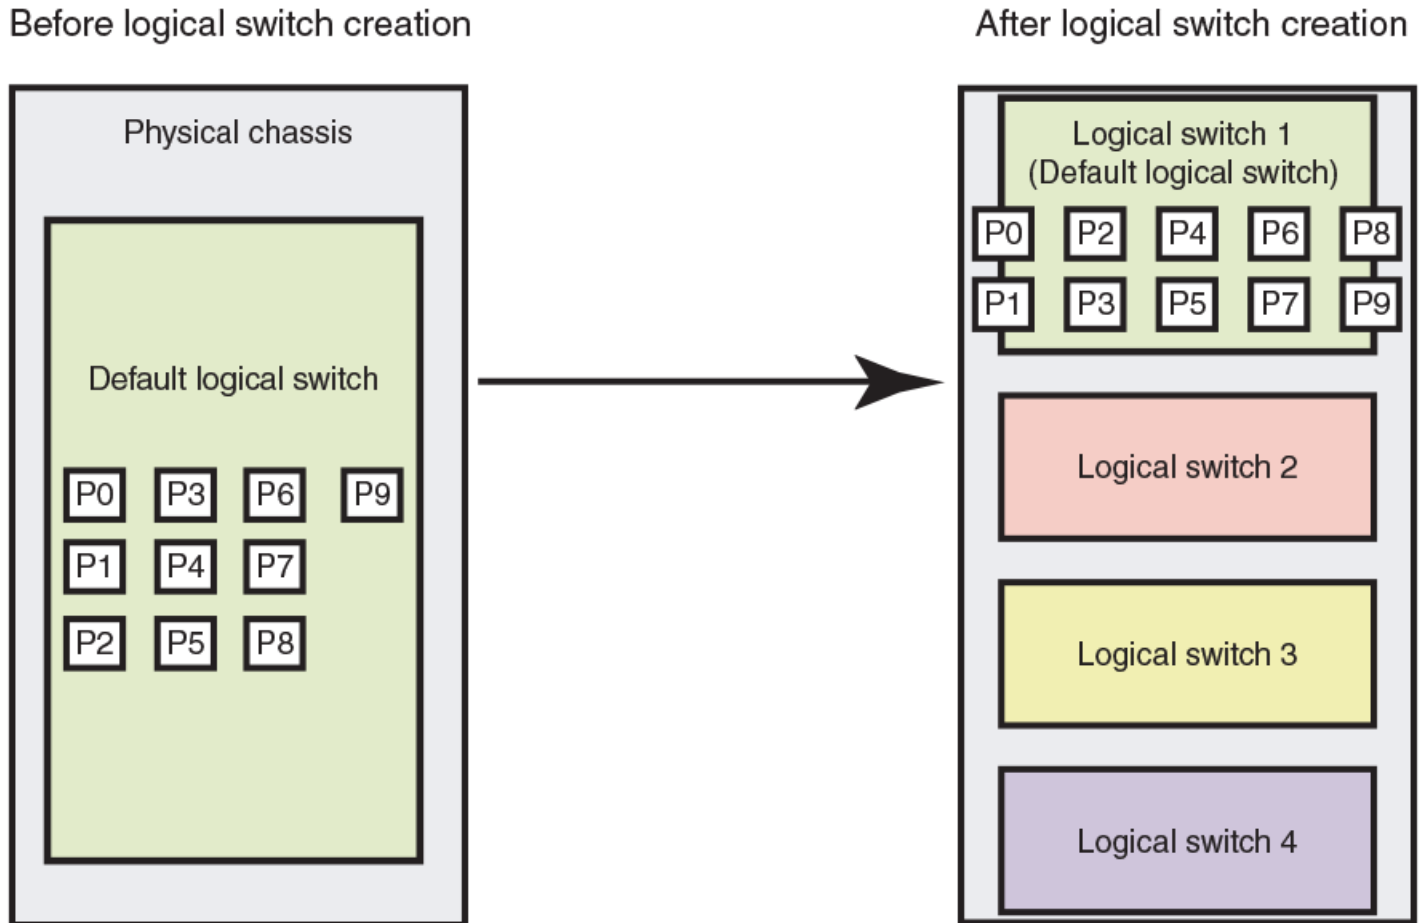 Before logical switch creation
After logical switch creation
Physical chassis
Default logical switch
P0 P3 P6 P9
P1 P4 P7
P2 P5 P8
Logical switch 1
(Default logical switch)
P0 P2 P4 P6 P8
P1 P3 P5 P7 P9
Logical switch 2
Logical switch 3
Logical switch 4